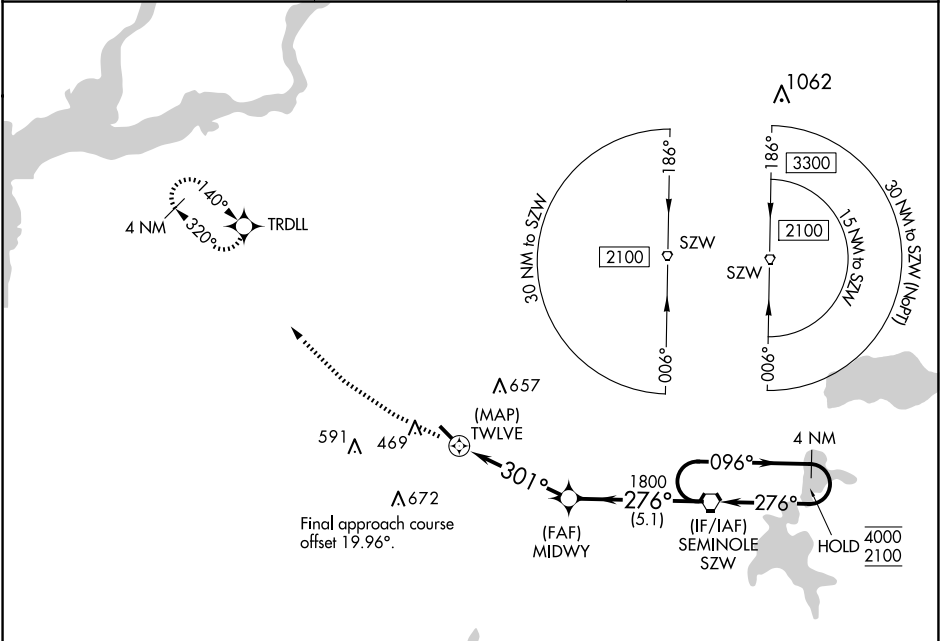 1062
186°
186°
3300
30 NM to SZW
30 NM to SZW (NoPT)
15 NM to SZW
2100
SZW
2100
SZW
006°
006°
140°
4 NM
320°
TRDLL
657
(MAP)
TWLVE
591
469
672
301°
Final approach course
offset 19.96°.
(FAF)
MIDWY
1800
276°
(5.1)
096°
4 NM
276°
(IF/IAF)
SEMINOLE
SZW
HOLD
4000
2100